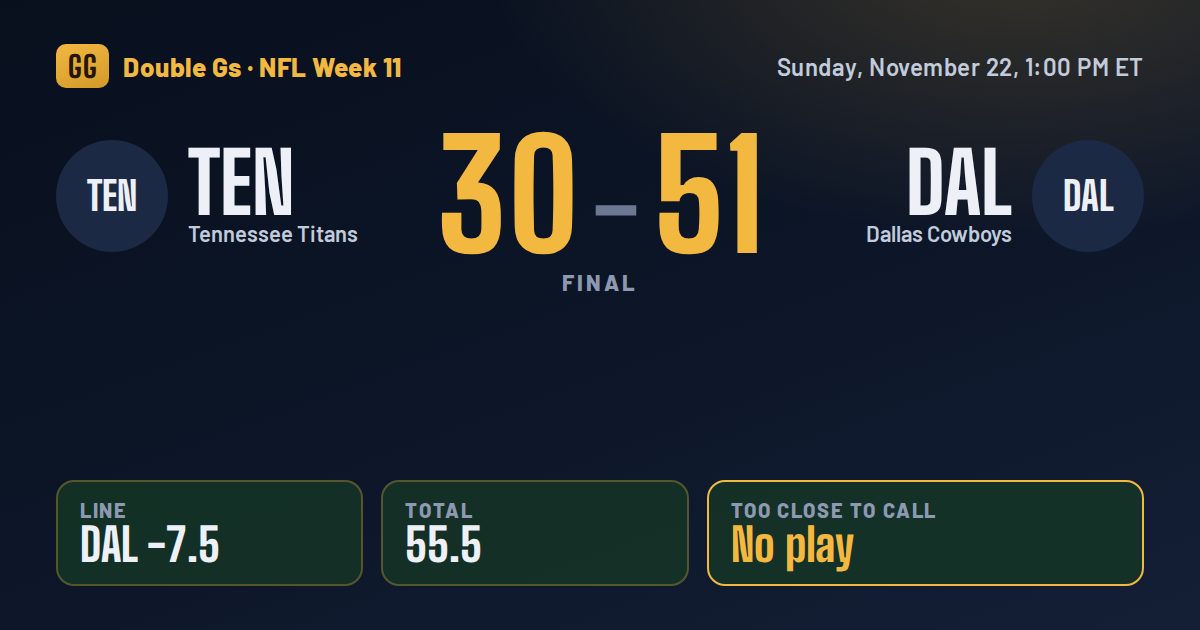 GG Double Gs · NFL Week 11
Sunday, November 22, 1:00 PM ET
TEN
TEN
Tennessee Titans
30 – 51
FINAL
DAL
Dallas Cowboys
DAL
LINE
DAL −7.5
TOTAL
55.5
TOO CLOSE TO CALL
No play